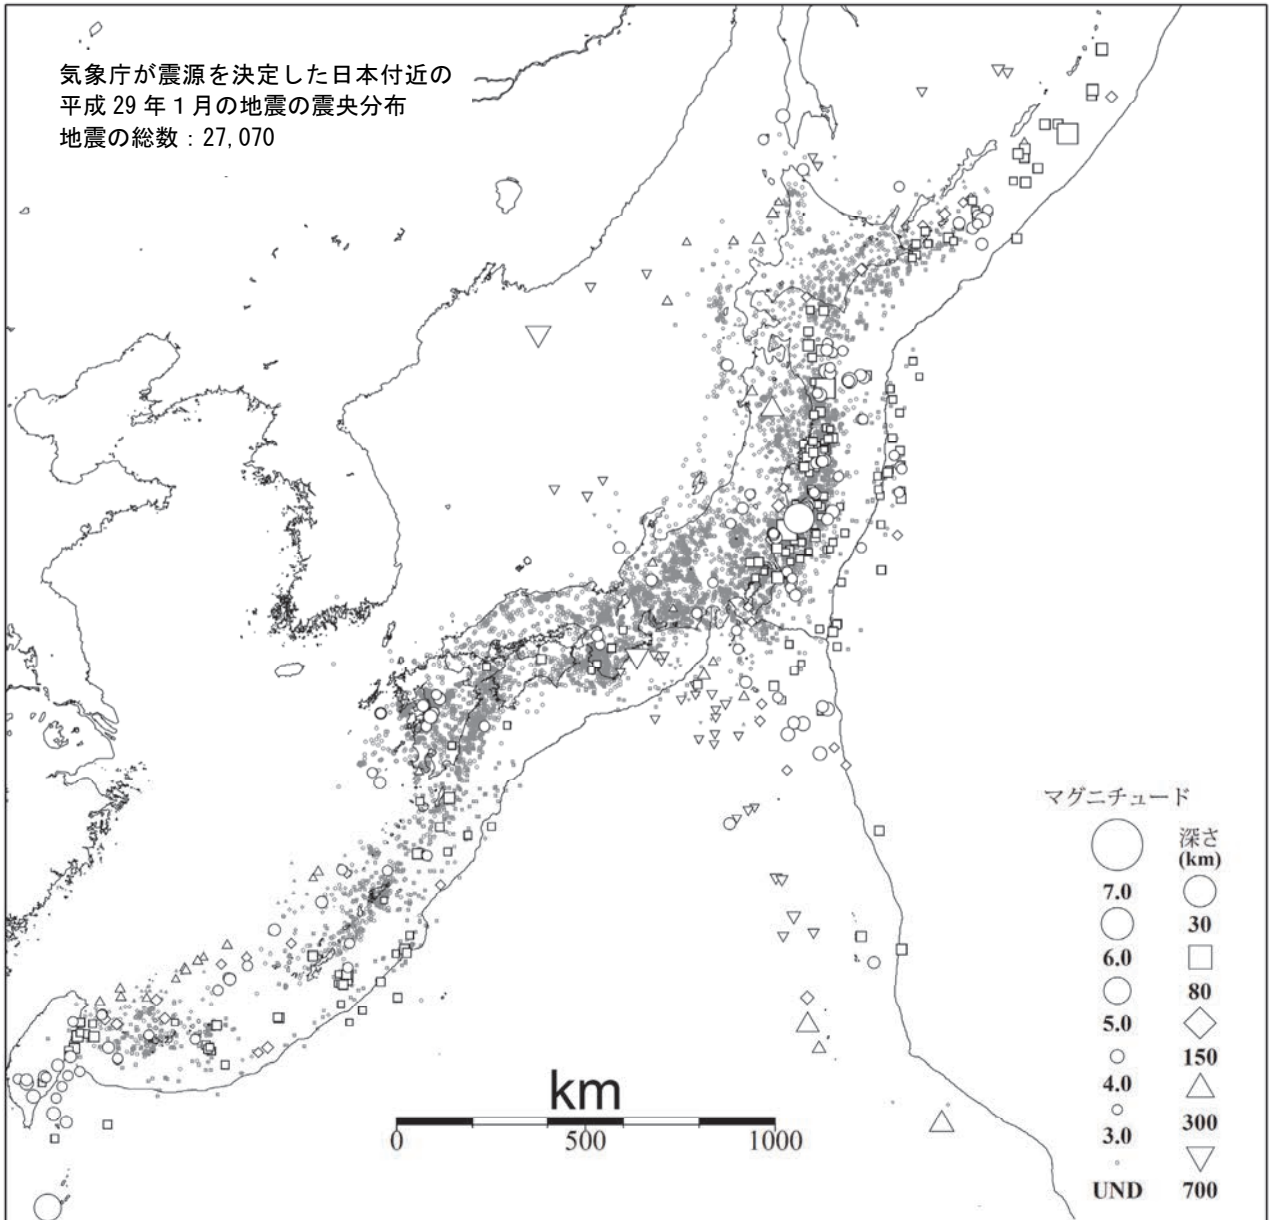 気象庁が震源を決定した日本付近の
平成 29 年 1 月の地震の震央分布
地震の総数：27,070
マグニチュード
深さ
(km)
7.0
30
6.0
80
5.0
150
4.0
300
3.0
UND 700
km
0 500 1000